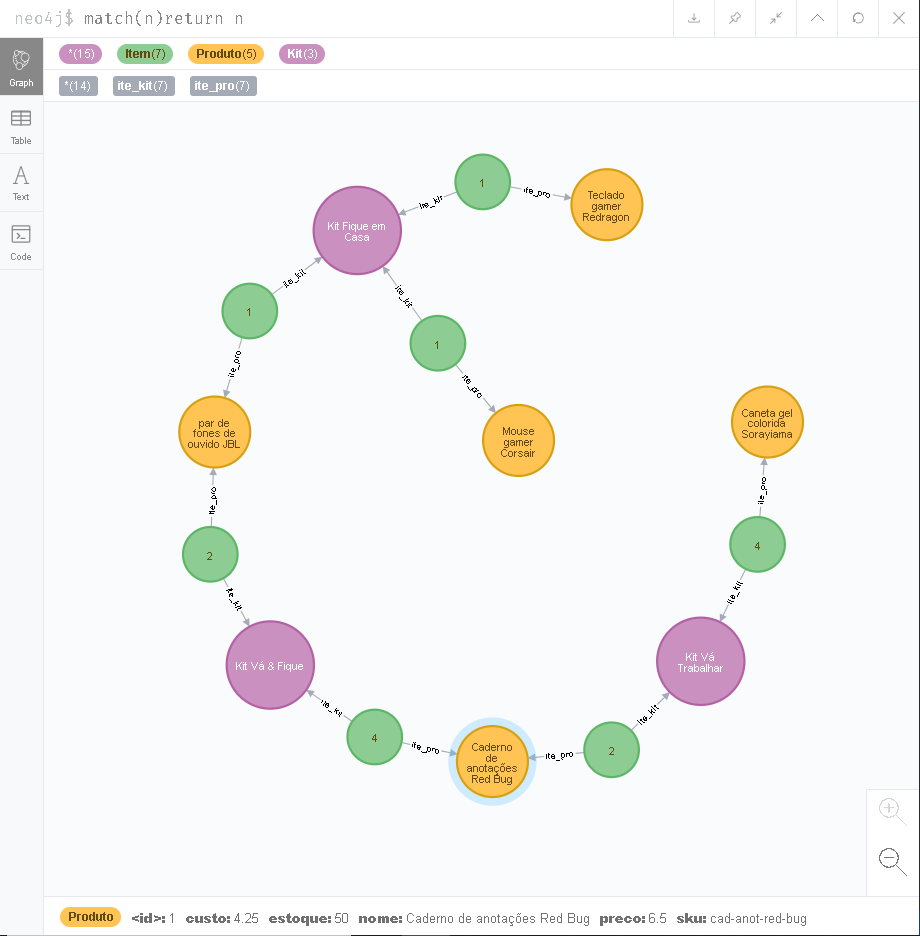 neo4j$ match(n)return n
*(15) Item(7) Produto(5) Kit(3)
*(14) ite_kit(7) ite_pro(7)
Graph
Table
Text
Code
1
ite_kit
ite_pro
Teclado
gamer
Redragon
Kit Fique em
Casa
ite_kit
1
ite_pro
ite_kit
1
ite_pro
par de
fones de
ouvido JBL
Mouse
gamer
Corsair
Caneta gel
colorida
Sorayiama
ite_pro
2
ite_kit
ite_pro
4
ite_kit
Kit Vá & Fique
Kit Vá
Trabalhar
ite_kit
4
ite_pro
Caderno
de
anotações
Red Bug
ite_pro
2
ite_kit
Produto <id>: 1 custo: 4.25 estoque: 50 nome: Caderno de anotações Red Bug preco: 6.5 sku: cad-anot-red-bug